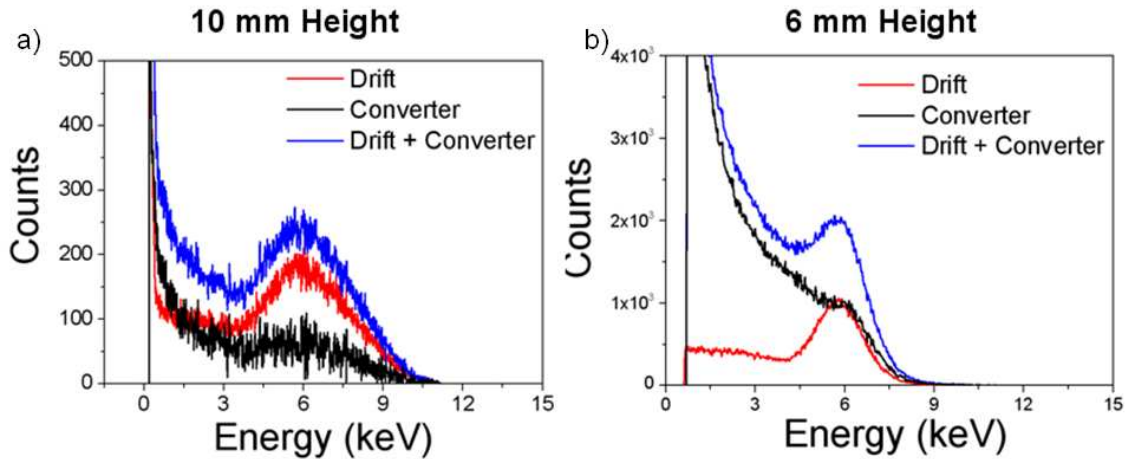 a)
10 mm Height
500
400
300
200
100
0
Counts
Drift
Converter
Drift + Converter
0 3 6 9 12 15
Energy (keV)
b)
6 mm Height
4x10³
3x10³
2x10³
1x10³
0
Counts
Drift
Converter
Drift + Converter
3 6 9 12 15
Energy (keV)